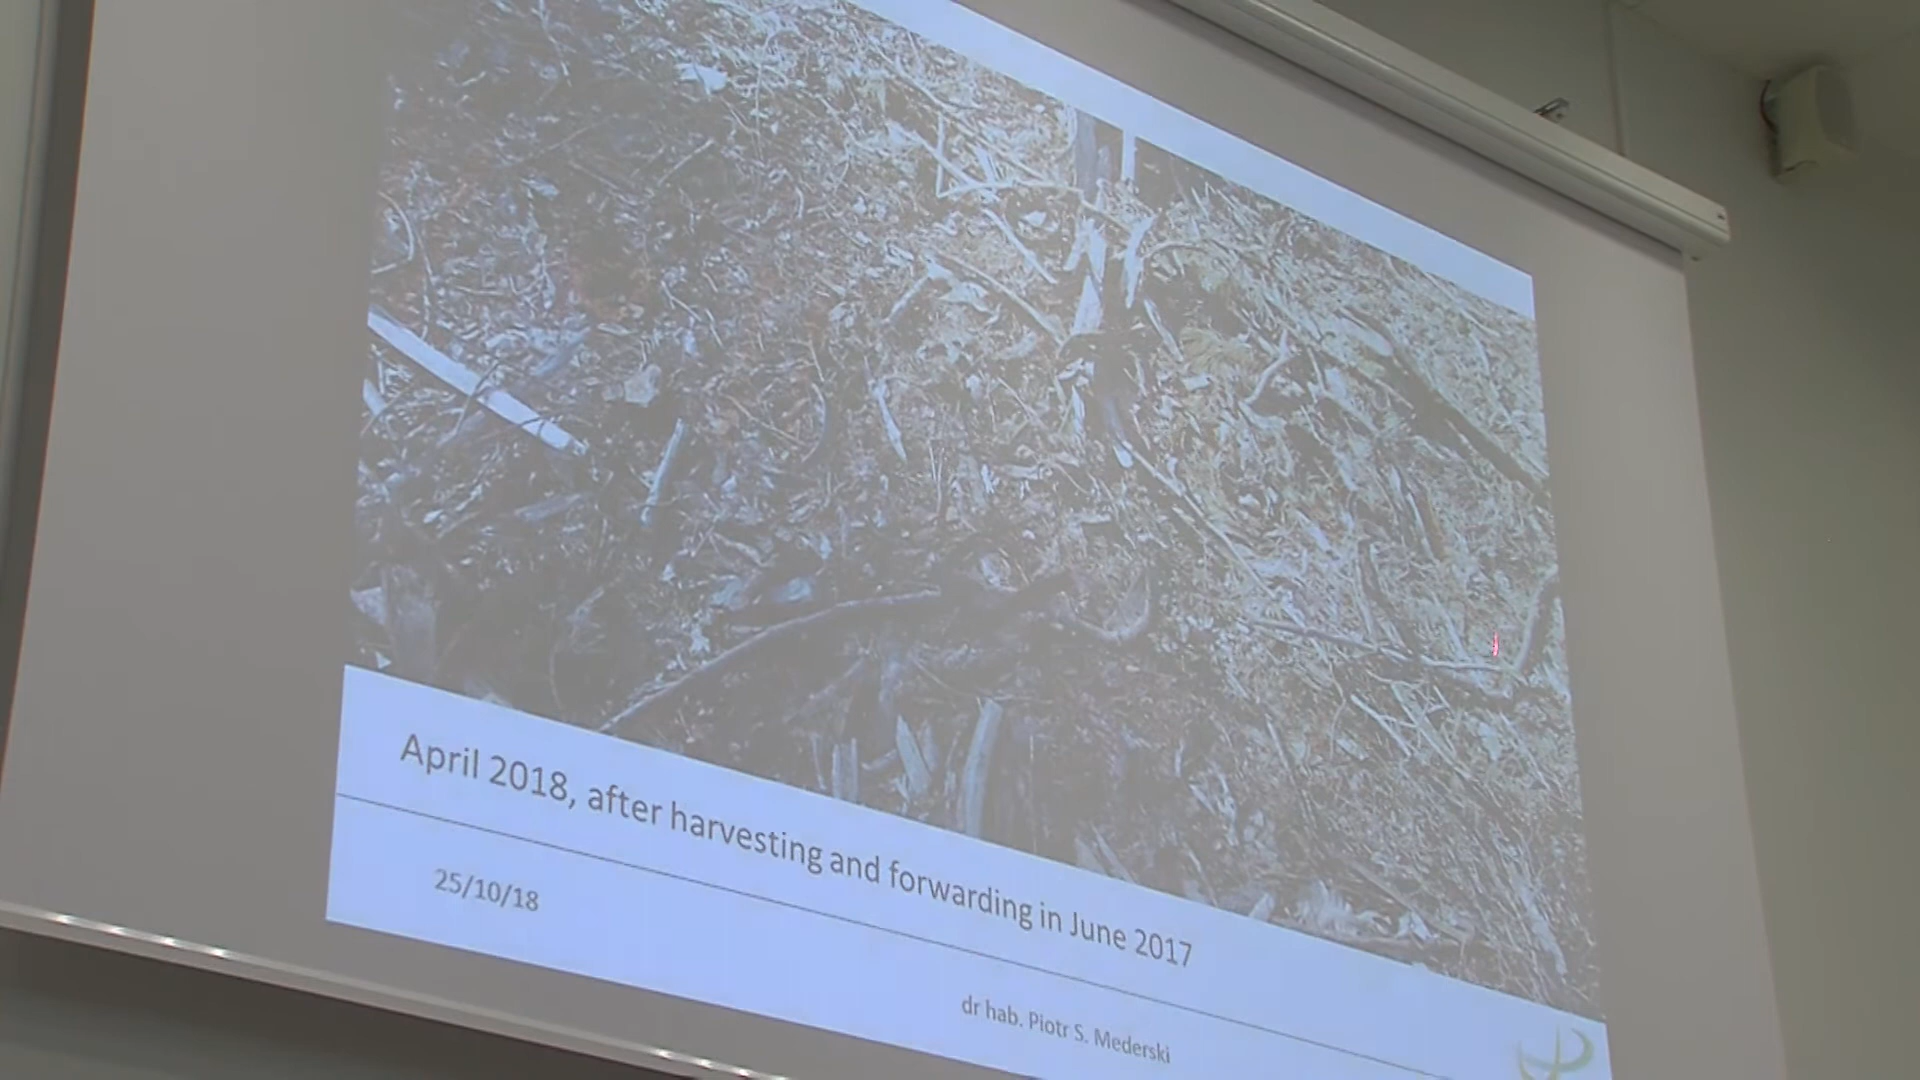 April 2018, after harvesting and forwarding in June 2017
25/10/18
dr hab. Piotr S. Mederski